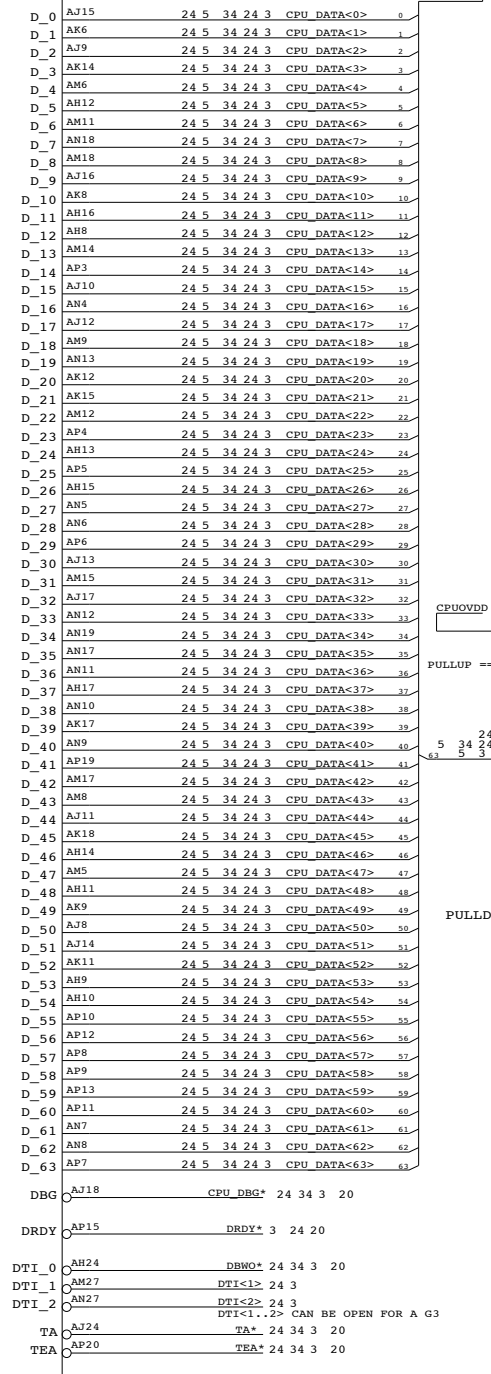 D_0 AJ15 24 5 34 24 3 CPU_DATA<0> 0
D_1 AK6 24 5 34 24 3 CPU_DATA<1> 1
D_2 AJ9 24 5 34 24 3 CPU_DATA<2> 2
D_3 AK14 24 5 34 24 3 CPU_DATA<3> 3
D_4 AM6 24 5 34 24 3 CPU_DATA<4> 4
D_5 AH12 24 5 34 24 3 CPU_DATA<5> 5
D_6 AM11 24 5 34 24 3 CPU_DATA<6> 6
D_7 AN18 24 5 34 24 3 CPU_DATA<7> 7
D_8 AM18 24 5 34 24 3 CPU_DATA<8> 8
D_9 AJ16 24 5 34 24 3 CPU_DATA<9> 9
D_10 AK8 24 5 34 24 3 CPU_DATA<10> 10
D_11 AH16 24 5 34 24 3 CPU_DATA<11> 11
D_12 AH8 24 5 34 24 3 CPU_DATA<12> 12
D_13 AM14 24 5 34 24 3 CPU_DATA<13> 13
D_14 AP3 24 5 34 24 3 CPU_DATA<14> 14
D_15 AJ10 24 5 34 24 3 CPU_DATA<15> 15
D_16 AN4 24 5 34 24 3 CPU_DATA<16> 16
D_17 AJ12 24 5 34 24 3 CPU_DATA<17> 17
D_18 AM9 24 5 34 24 3 CPU_DATA<18> 18
D_19 AN13 24 5 34 24 3 CPU_DATA<19> 19
D_20 AK12 24 5 34 24 3 CPU_DATA<20> 20
D_21 AK15 24 5 34 24 3 CPU_DATA<21> 21
D_22 AM12 24 5 34 24 3 CPU_DATA<22> 22
D_23 AP4 24 5 34 24 3 CPU_DATA<23> 23
D_24 AH13 24 5 34 24 3 CPU_DATA<24> 24
D_25 AP5 24 5 34 24 3 CPU_DATA<25> 25
D_26 AH15 24 5 34 24 3 CPU_DATA<26> 26
D_27 AN5 24 5 34 24 3 CPU_DATA<27> 27
D_28 AN6 24 5 34 24 3 CPU_DATA<28> 28
D_29 AP6 24 5 34 24 3 CPU_DATA<29> 29
D_30 AJ13 24 5 34 24 3 CPU_DATA<30> 30
D_31 AM15 24 5 34 24 3 CPU_DATA<31> 31
D_32 AJ17 24 5 34 24 3 CPU_DATA<32> 32
CPUOVDD
D_33 AN12 24 5 34 24 3 CPU_DATA<33> 33
D_34 AN19 24 5 34 24 3 CPU_DATA<34> 34
D_35 AN17 24 5 34 24 3 CPU_DATA<35> 35
D_36 AN11 24 5 34 24 3 CPU_DATA<36> 36
PULLUP ==
D_37 AH17 24 5 34 24 3 CPU_DATA<37> 37
D_38 AN10 24 5 34 24 3 CPU_DATA<38> 38
D_39 AK17 24 5 34 24 3 CPU_DATA<39> 39
24
D_40 AN9 24 5 34 24 3 CPU_DATA<40> 40
5 34 24
63 5 3
D_41 AP19 24 5 34 24 3 CPU_DATA<41> 41
D_42 AM17 24 5 34 24 3 CPU_DATA<42> 42
D_43 AM8 24 5 34 24 3 CPU_DATA<43> 43
D_44 AJ11 24 5 34 24 3 CPU_DATA<44> 44
D_45 AK18 24 5 34 24 3 CPU_DATA<45> 45
D_46 AH14 24 5 34 24 3 CPU_DATA<46> 46
D_47 AM5 24 5 34 24 3 CPU_DATA<47> 47
D_48 AH11 24 5 34 24 3 CPU_DATA<48> 48
D_49 AK9 24 5 34 24 3 CPU_DATA<49> 49
PULLD
D_50 AJ8 24 5 34 24 3 CPU_DATA<50> 50
D_51 AJ14 24 5 34 24 3 CPU_DATA<51> 51
D_52 AK11 24 5 34 24 3 CPU_DATA<52> 52
D_53 AH9 24 5 34 24 3 CPU_DATA<53> 53
D_54 AH10 24 5 34 24 3 CPU_DATA<54> 54
D_55 AP10 24 5 34 24 3 CPU_DATA<55> 55
D_56 AP12 24 5 34 24 3 CPU_DATA<56> 56
D_57 AP8 24 5 34 24 3 CPU_DATA<57> 57
D_58 AP9 24 5 34 24 3 CPU_DATA<58> 58
D_59 AP13 24 5 34 24 3 CPU_DATA<59> 59
D_60 AP11 24 5 34 24 3 CPU_DATA<60> 60
D_61 AN7 24 5 34 24 3 CPU_DATA<61> 61
D_62 AN8 24 5 34 24 3 CPU_DATA<62> 62
D_63 AP7 24 5 34 24 3 CPU_DATA<63> 63
DBG AJ18 CPU_DBG* 24 34 3 20
DRDY AP15 DRDY* 3 24 20
DTI_0 AH24 DBWO* 24 34 3 20
DTI_1 AM27 DTI<1> 24 3
DTI_2 AN27 DTI<2> 24 3
DTI<1..2> CAN BE OPEN FOR A G3
TA AJ24 TA* 24 34 3 20
TEA AP20 TEA* 24 34 3 20